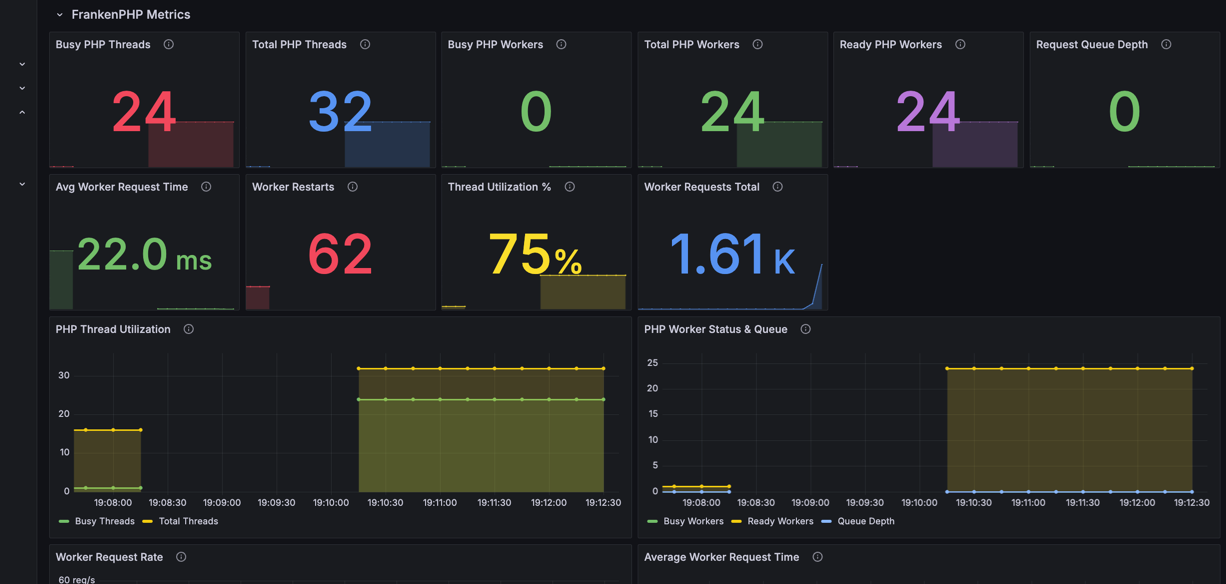 FrankenPHP Metrics
Busy PHP Threads
24
Total PHP Threads
32
Busy PHP Workers
0
Total PHP Workers
24
Ready PHP Workers
24
Request Queue Depth
0
Avg Worker Request Time
22.0 ms
Worker Restarts
62
Thread Utilization %
75%
Worker Requests Total
1.61 K
PHP Thread Utilization
30
20
10
0
19:08:00 19:08:30 19:09:00 19:09:30 19:10:00 19:10:30 19:11:00 19:11:30 19:12:00 19:12:30
Busy Threads Total Threads
PHP Worker Status & Queue
25
20
15
10
5
0
19:08:00 19:08:30 19:09:00 19:09:30 19:10:00 19:10:30 19:11:00 19:11:30 19:12:00 19:12:30
Busy Workers Ready Workers Queue Depth
Worker Request Rate
60 req/s
Average Worker Request Time